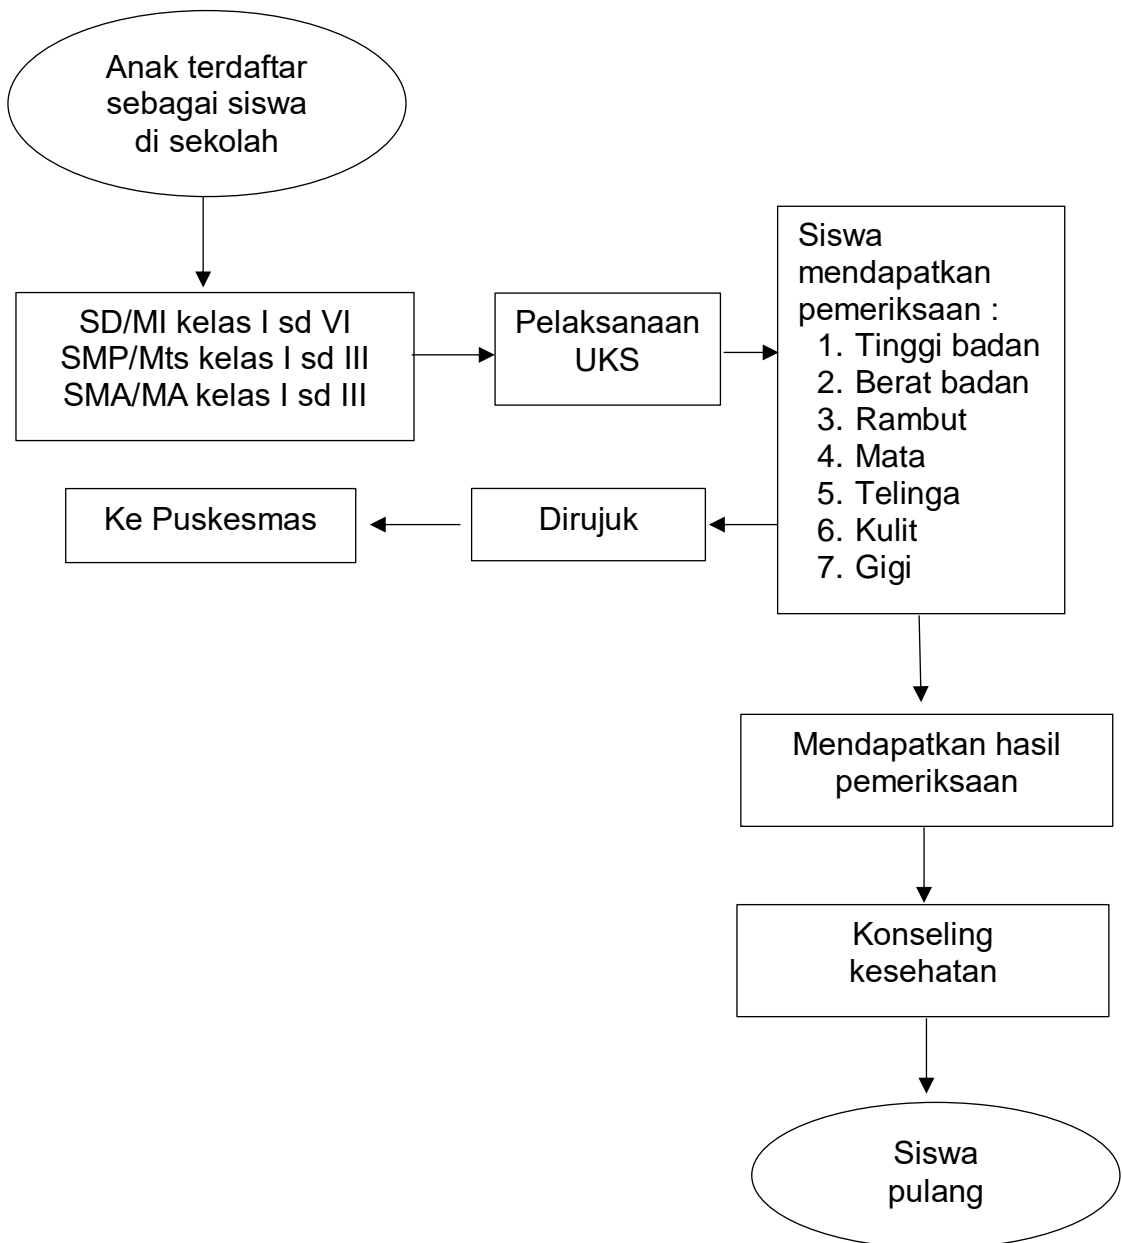 Anak terdaftar
sebagai siswa
di sekolah
SD/MI kelas I sd VI
SMP/Mts kelas I sd III
SMA/MA kelas I sd III
Pelaksanaan
UKS
Siswa
mendapatkan
pemeriksaan :
1. Tinggi badan
2. Berat badan
3. Rambut
4. Mata
5. Telinga
6. Kulit
7. Gigi
Dirujuk
Ke Puskesmas
Mendapatkan hasil
pemeriksaan
Konseling
kesehatan
Siswa
pulang